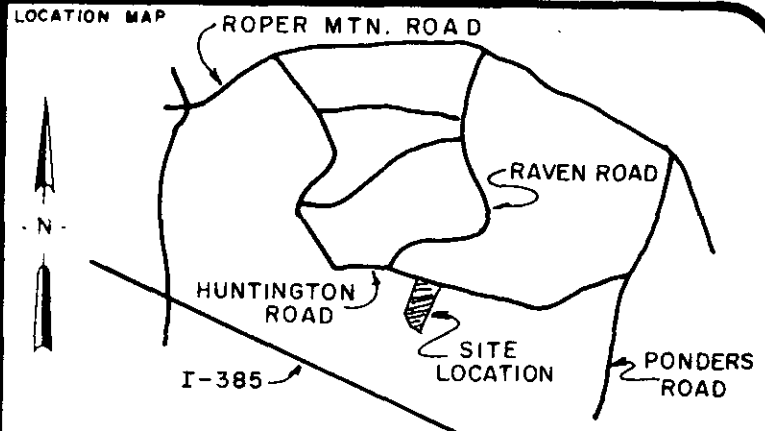 LOCATION MAP
ROPER MTN. ROAD
RAVEN ROAD
- N -
HUNTINGTON
ROAD
SITE
LOCATION
I-385
PONDERS
ROAD